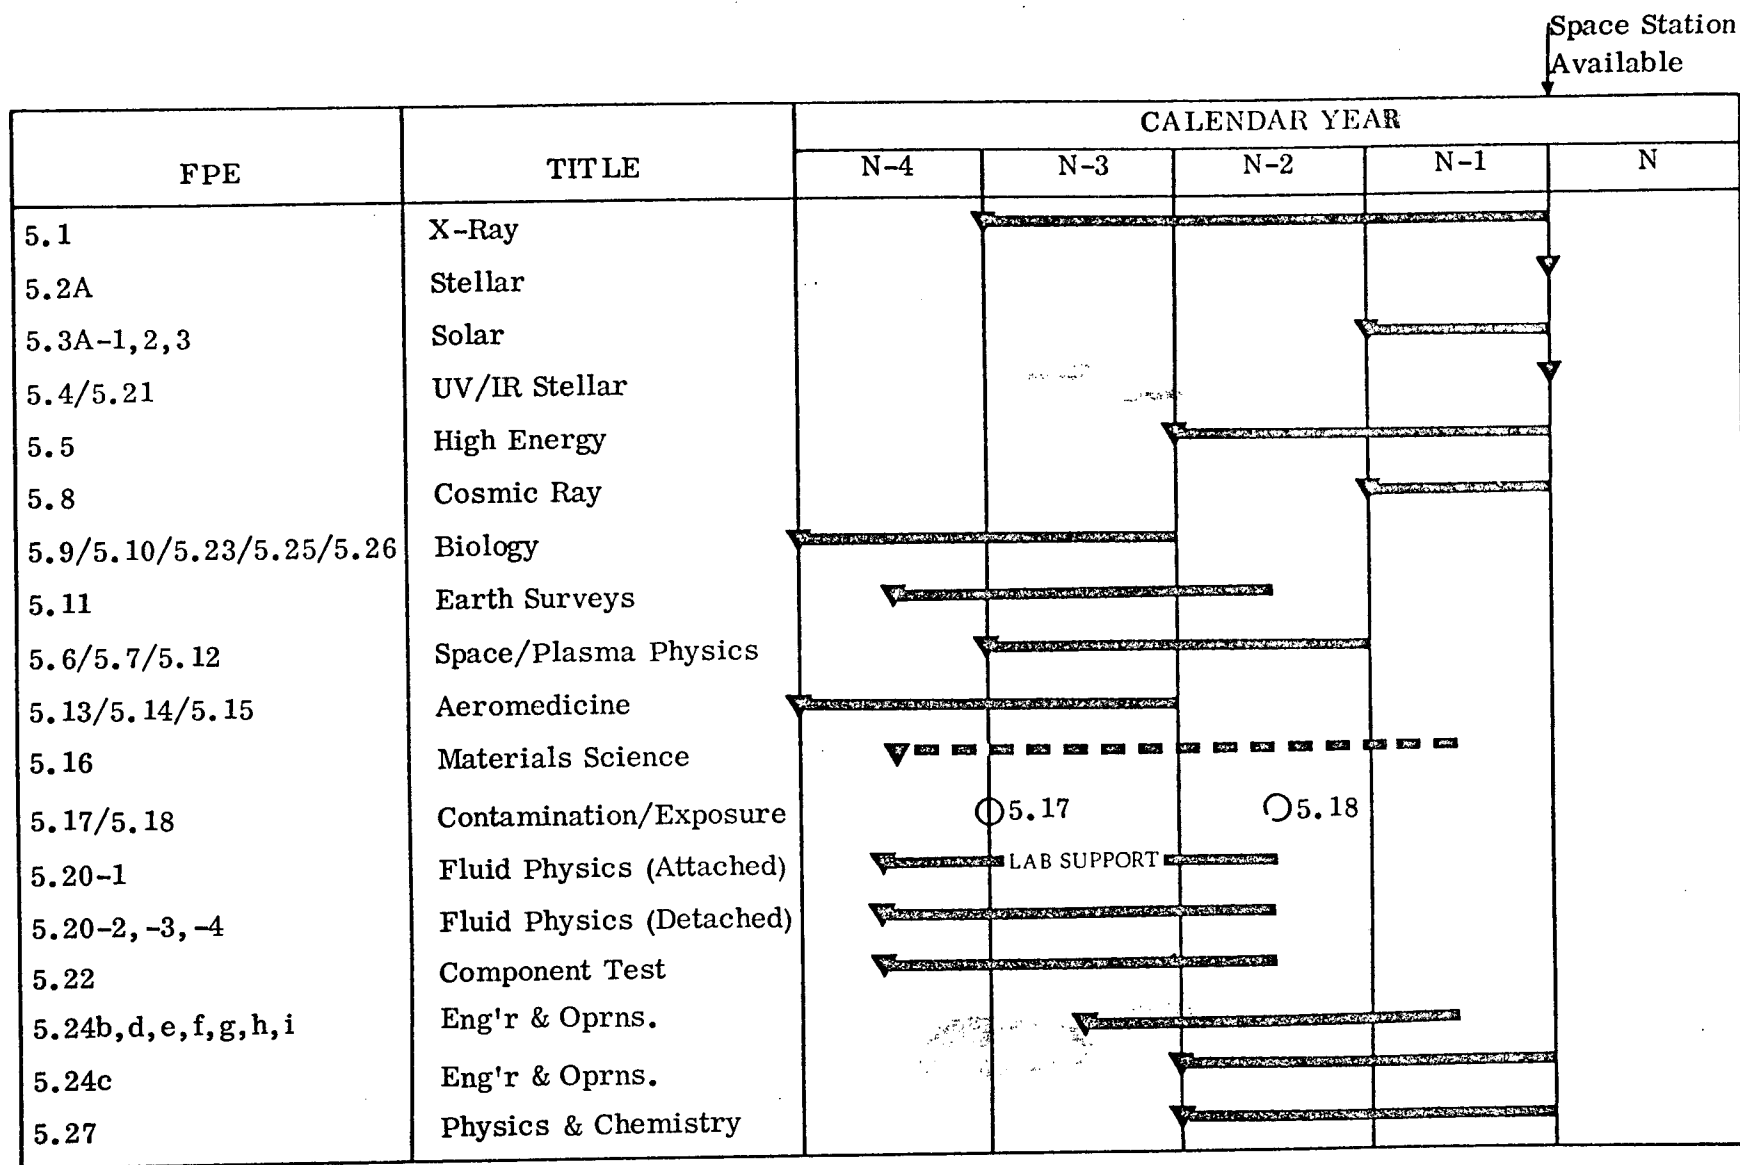 Space Station
Available
CALENDAR YEAR
FPE TITLE N-4 N-3 N-2 N-1 N
5.1 X-Ray
5.2A Stellar
5.3A-1,2,3 Solar
5.4/5.21 UV/IR Stellar
5.5 High Energy
5.8 Cosmic Ray
5.9/5.10/5.23/5.25/5.26 Biology
5.11 Earth Surveys
5.6/5.7/5.12 Space/Plasma Physics
5.13/5.14/5.15 Aeromedicine
5.16 Materials Science
5.17/5.18 Contamination/Exposure 5.17 5.18
5.20-1 Fluid Physics (Attached) LAB SUPPORT
5.20-2,-3,-4 Fluid Physics (Detached)
5.22 Component Test
5.24b,d,e,f,g,h,i Eng'r & Oprns.
5.24c Eng'r & Oprns.
5.27 Physics & Chemistry